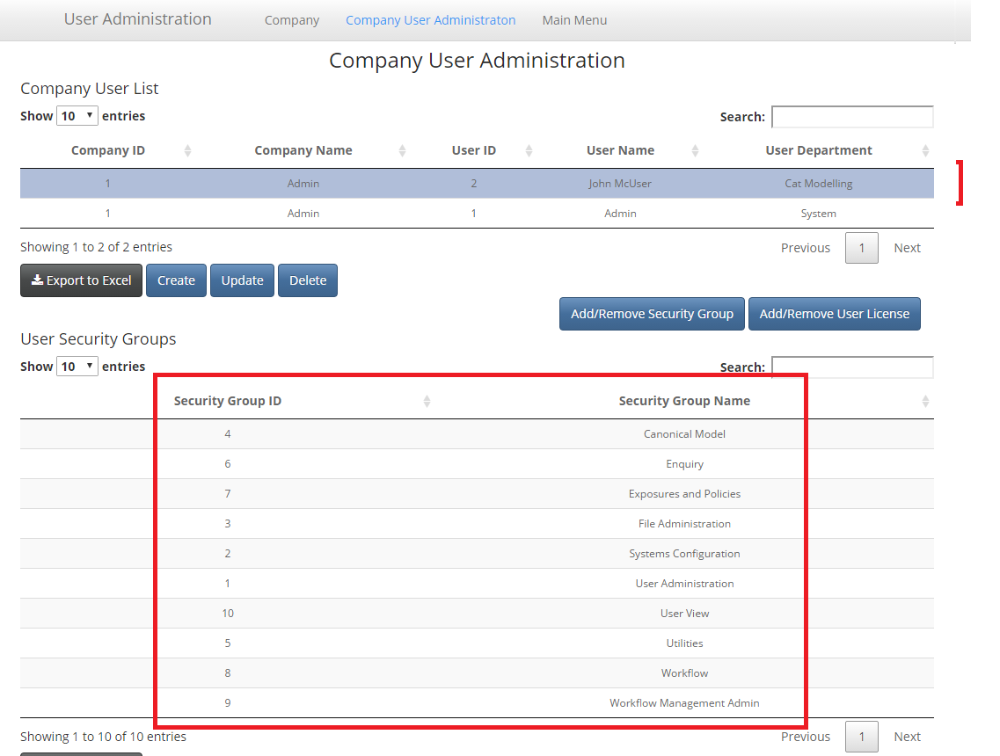 User Administration Company Company User Administraton Main Menu
Company User Administration
Company User List
Show 10 entries Search:
Company ID Company Name User ID User Name User Department
1 Admin 2 John McUser Cat Modelling
1 Admin 1 Admin System
Showing 1 to 2 of 2 entries Previous 1 Next
Export to Excel Create Update Delete
Add/Remove Security Group Add/Remove User License
User Security Groups
Show 10 entries Search:
Security Group ID Security Group Name
4 Canonical Model
6 Enquiry
7 Exposures and Policies
3 File Administration
2 Systems Configuration
1 User Administration
10 User View
5 Utilities
8 Workflow
9 Workflow Management Admin
Showing 1 to 10 of 10 entries Previous 1 Next